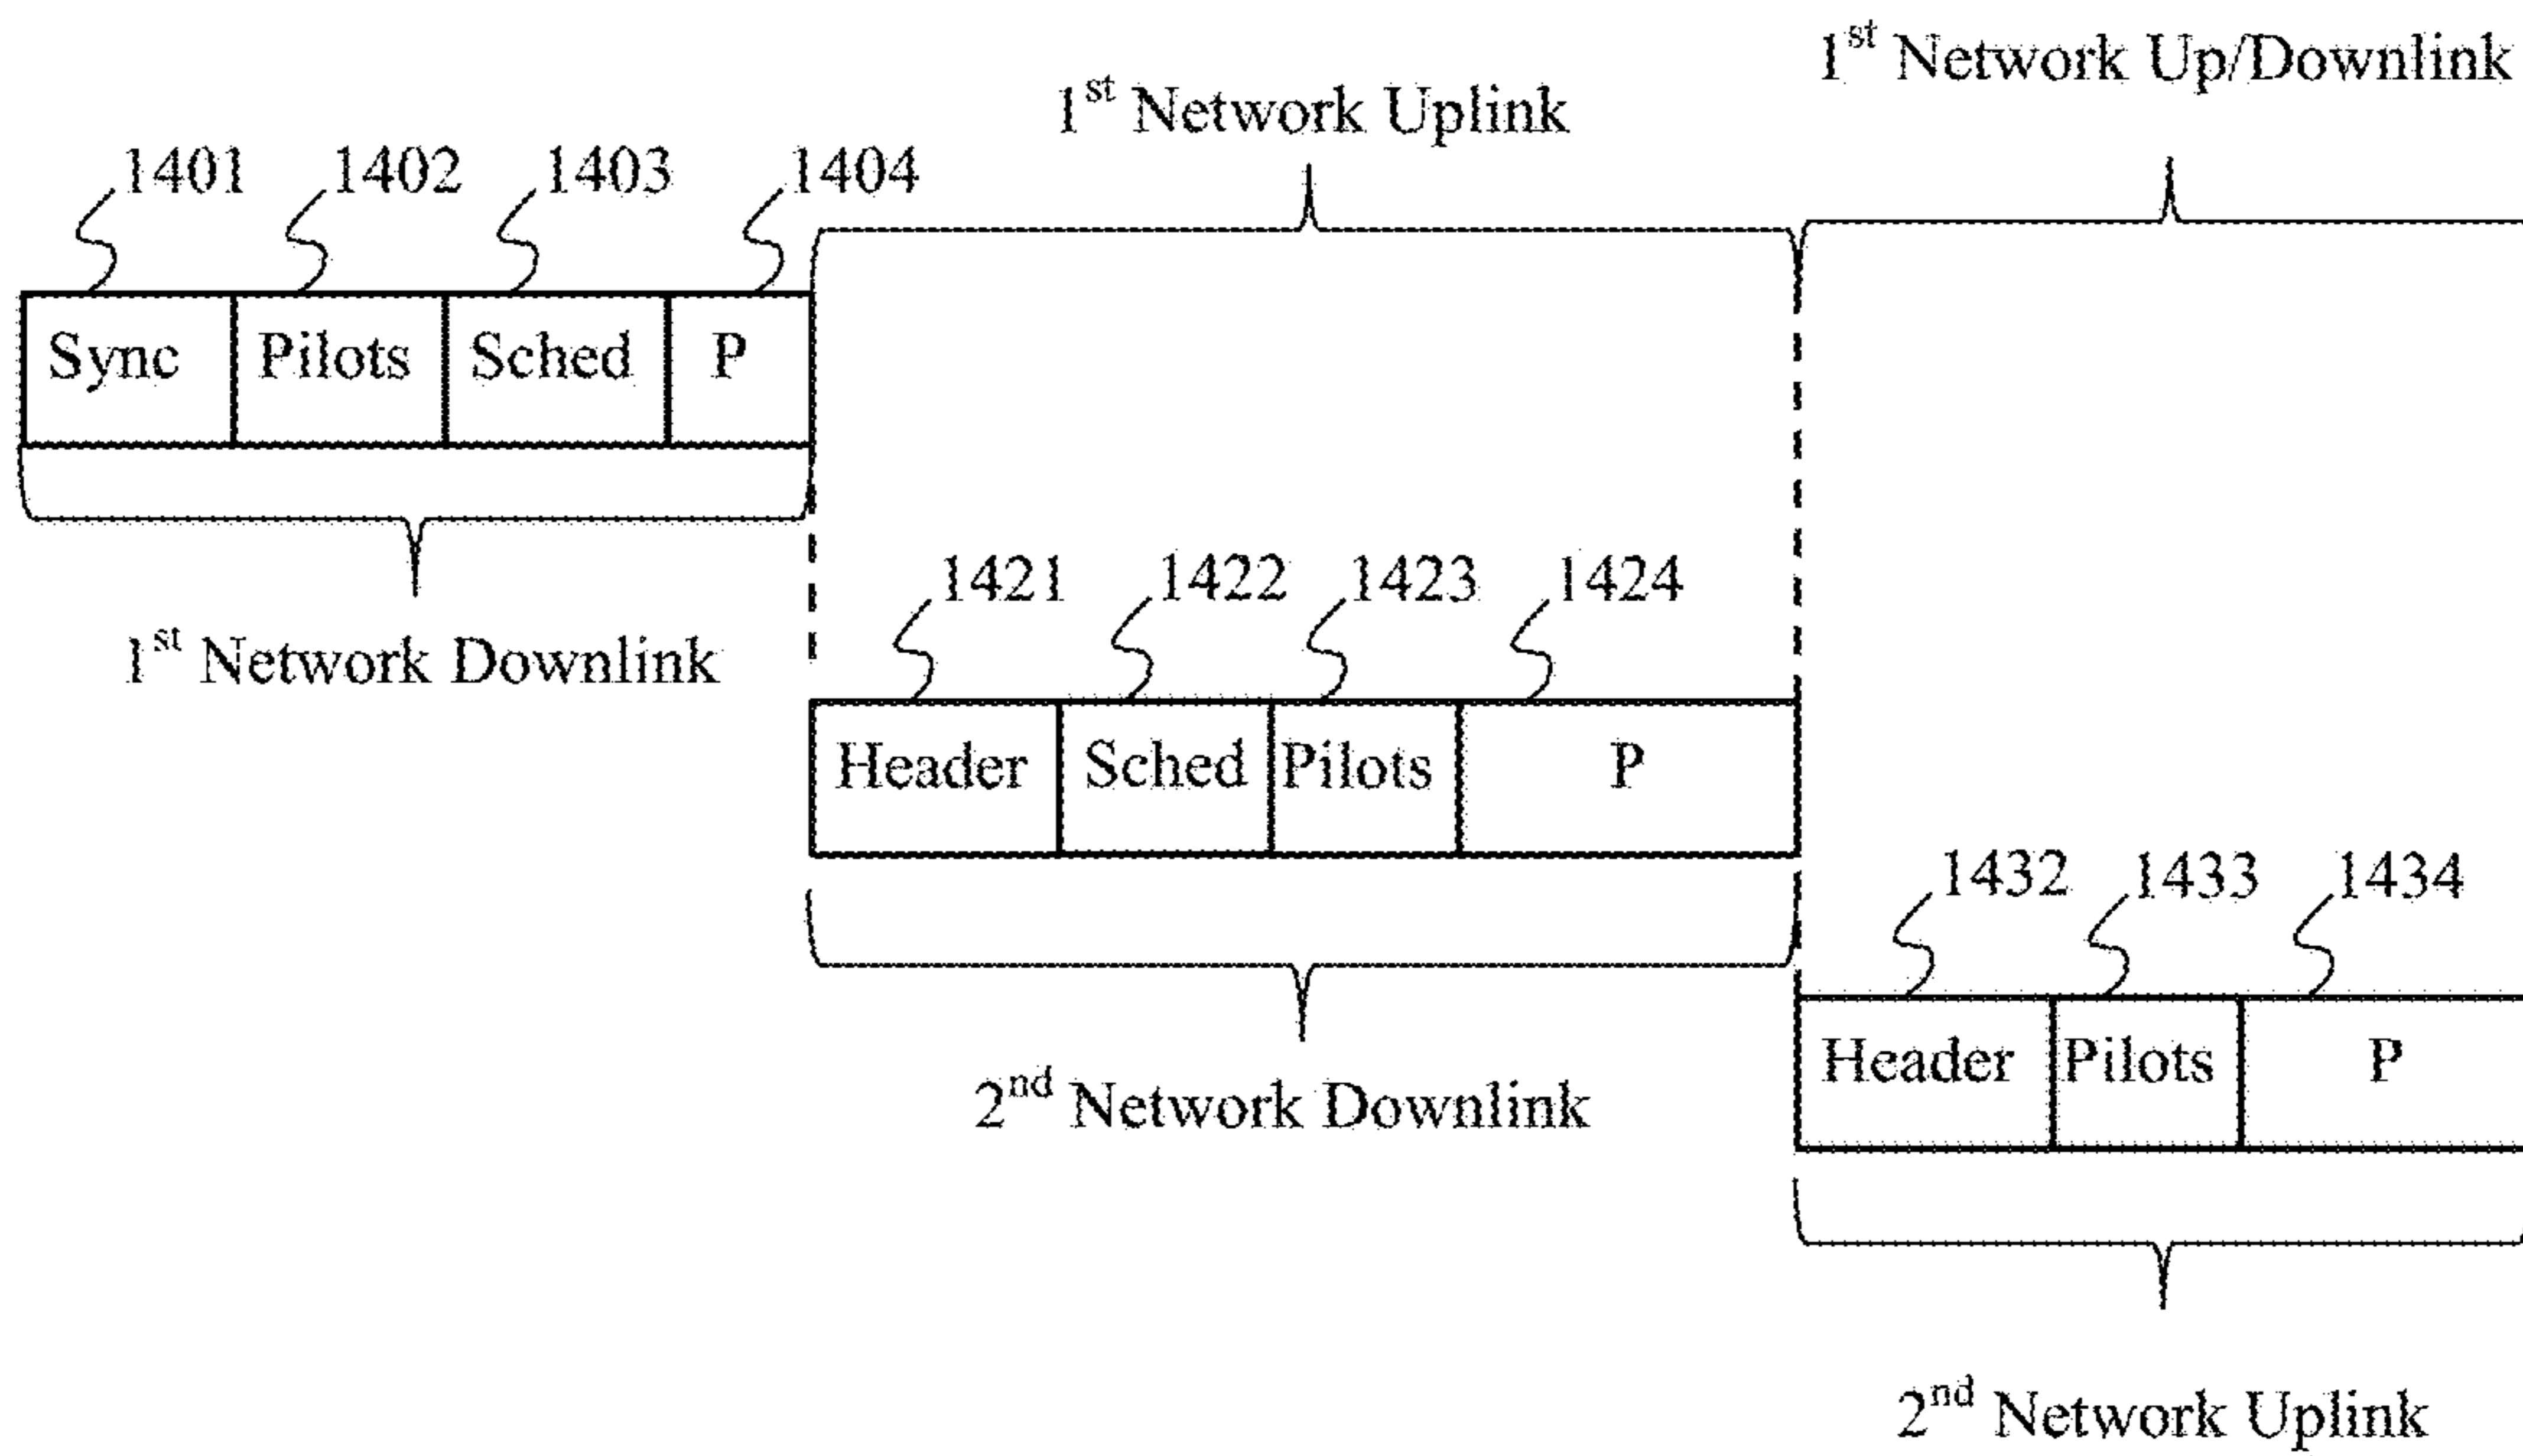 1st Network Up/Downlink
1st Network Uplink
1401 1402 1403 1404
Sync Pilots Sched P
1st Network Downlink
1421 1422 1423 1424
Header Sched Pilots P
2nd Network Downlink
1432 1433 1434
Header Pilots P
2nd Network Uplink